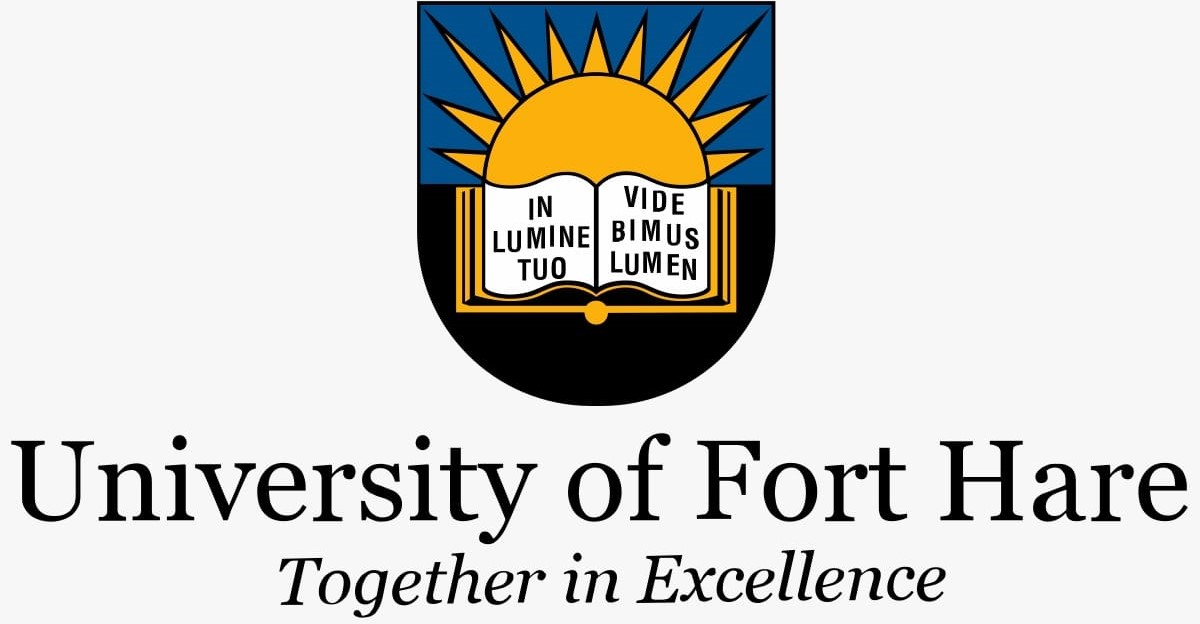 IN
LUMINE
TUO
VIDE
BIMUS
LUMEN
University of Fort Hare
Together in Excellence